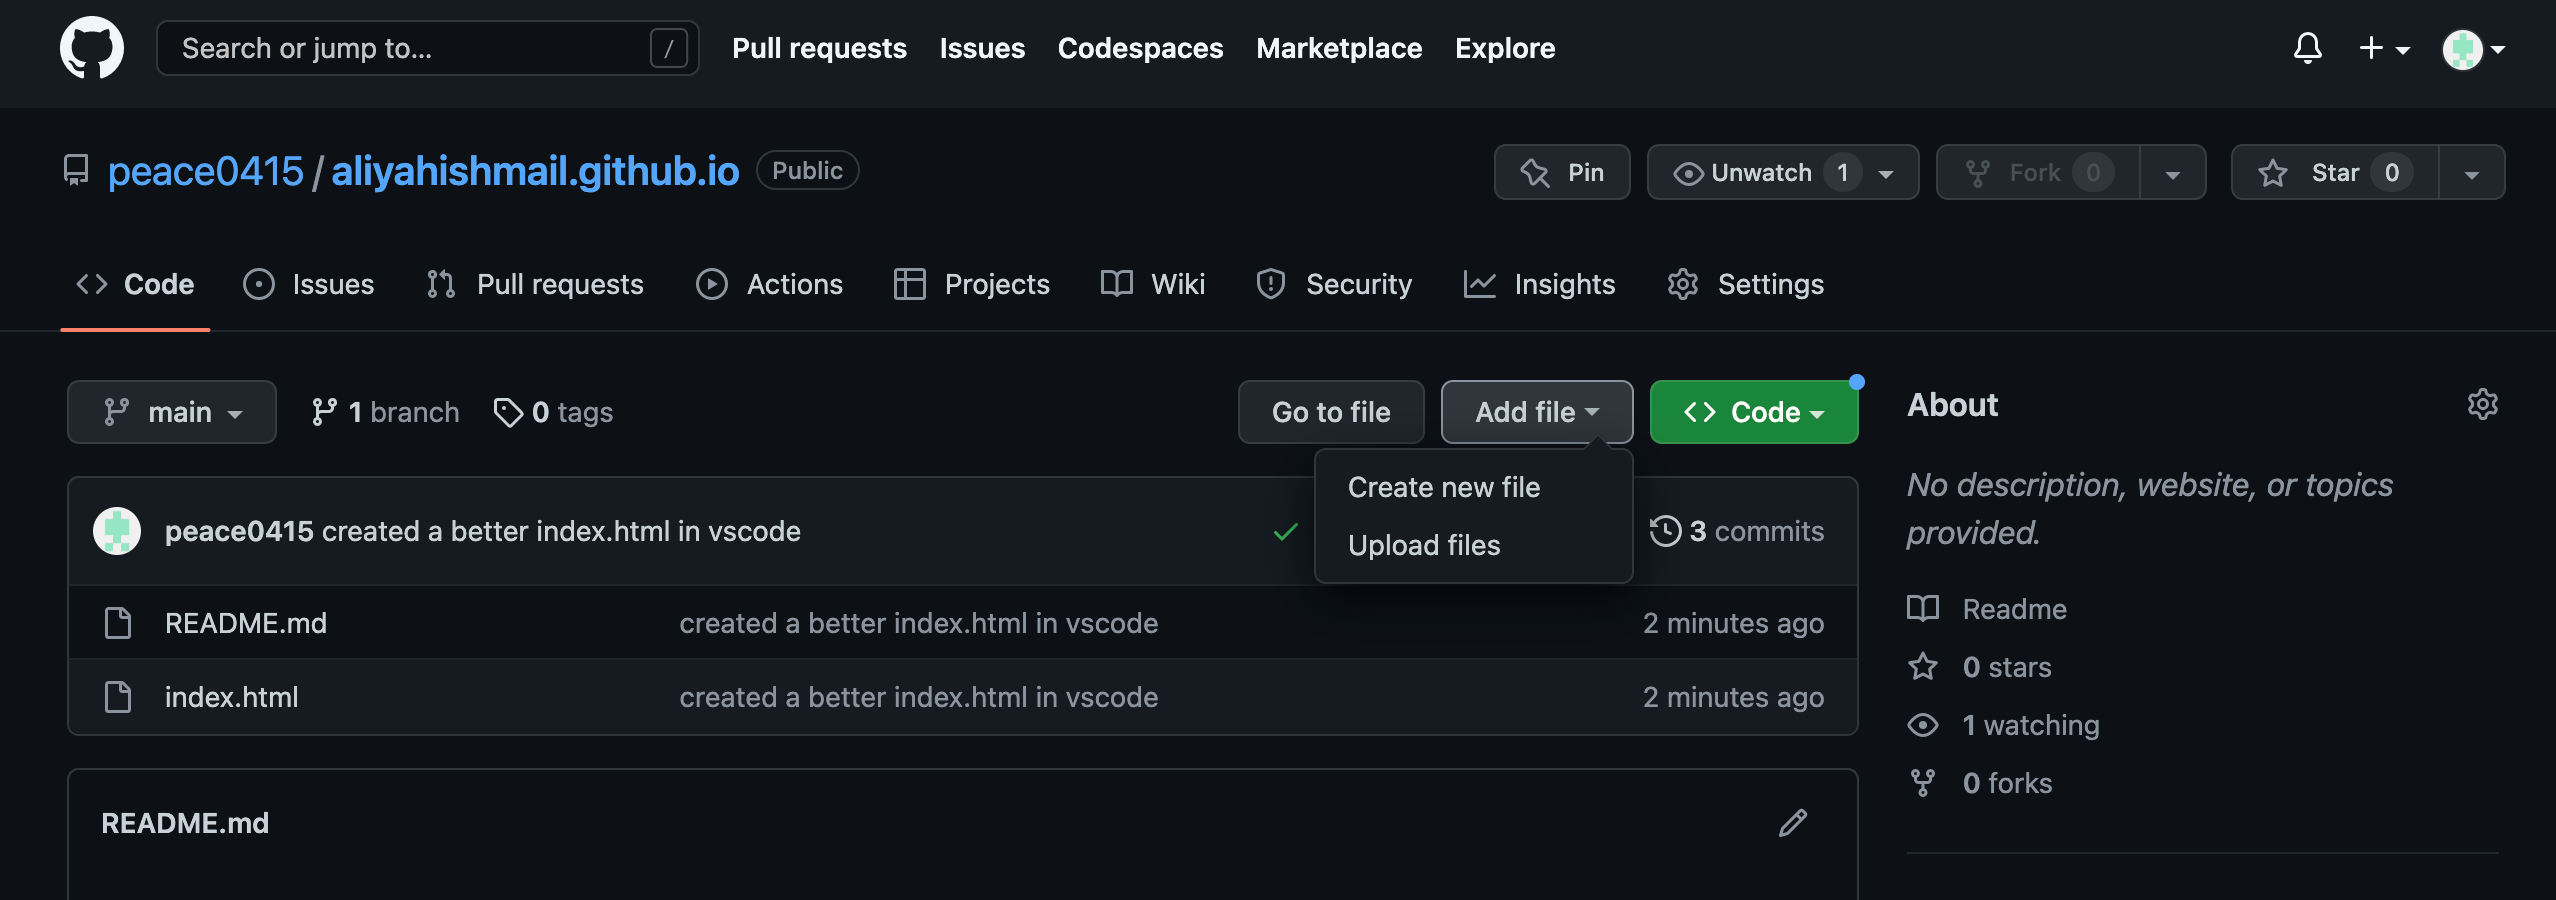 Search or jump to... / Pull requests Issues Codespaces Marketplace Explore
peace0415 / aliyahishmail.github.io Public Pin Unwatch 1 Fork 0 Star 0
Code Issues Pull requests Actions Projects Wiki Security Insights Settings
main 1 branch 0 tags Go to file Add file Code
About
Create new file
Upload files
No description, website, or topics
provided.
peace0415 created a better index.html in vscode 3 commits
README.md created a better index.html in vscode 2 minutes ago
index.html created a better index.html in vscode 2 minutes ago
Readme
0 stars
1 watching
0 forks
README.md